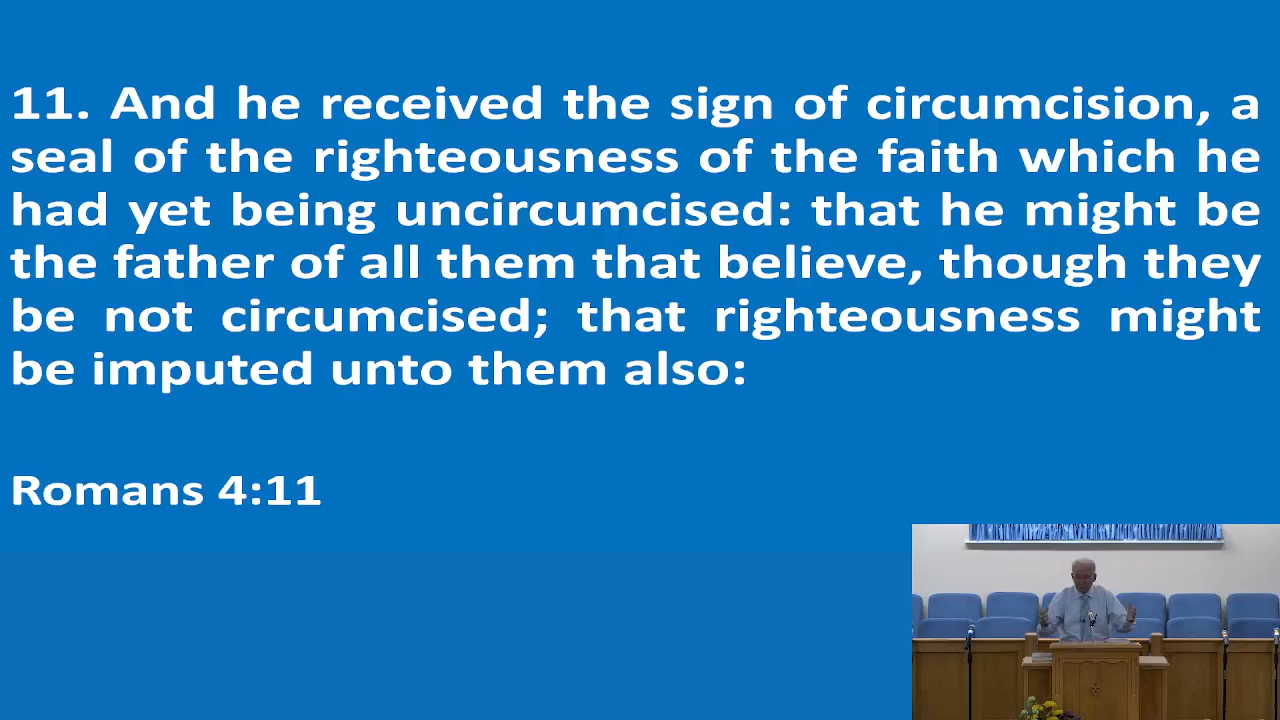 11. And he received the sign of circumcision, a
seal of the righteousness of the faith which he
had yet being uncircumcised: that he might be
the father of all them that believe, though they
be not circumcised; that righteousness might
be imputed unto them also:
Romans 4:11